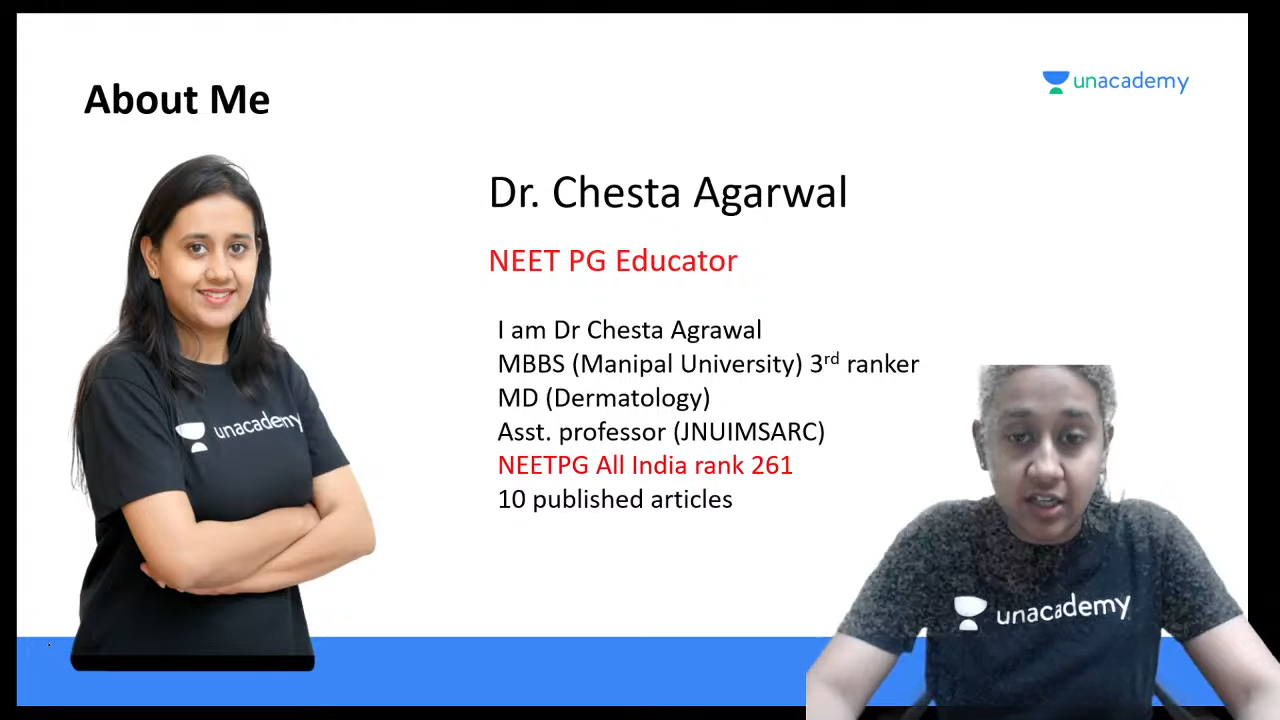 About Me
unacademy
Dr. Chesta Agarwal
NEET PG Educator
I am Dr Chesta Agrawal
MBBS (Manipal University) 3rd ranker
MD (Dermatology)
Asst. professor (JNUIMSARC)
NEETPG All India rank 261
10 published articles
unacademy
unacademy